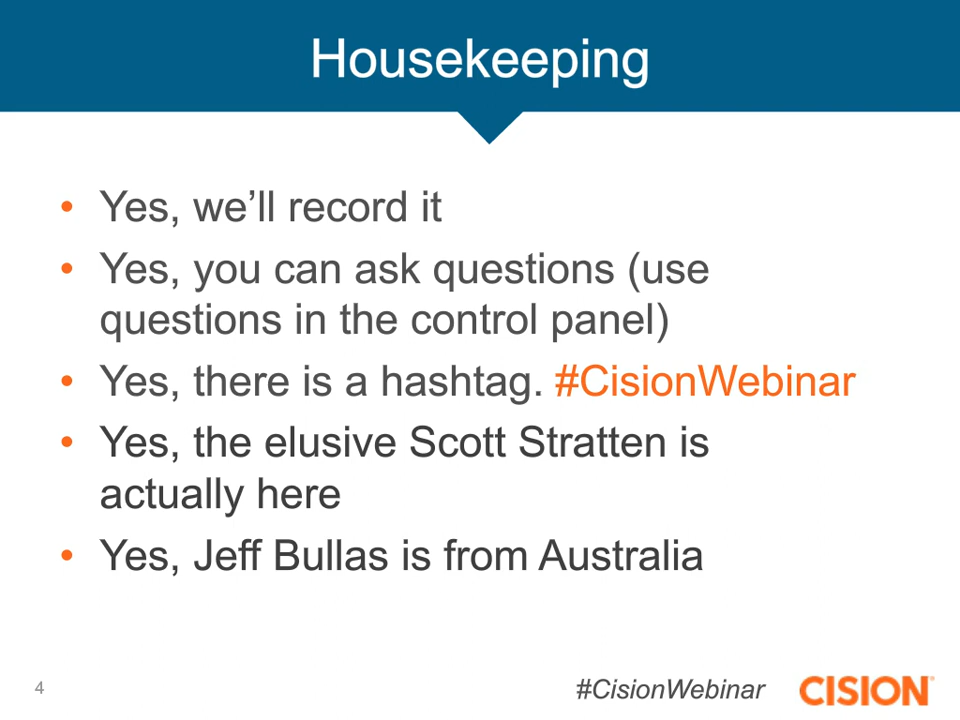 Housekeeping
• Yes, we’ll record it
• Yes, you can ask questions (use
questions in the control panel)
• Yes, there is a hashtag. #CisionWebinar
• Yes, the elusive Scott Stratten is
actually here
• Yes, Jeff Bullas is from Australia
4
#CisionWebinar
CISION®